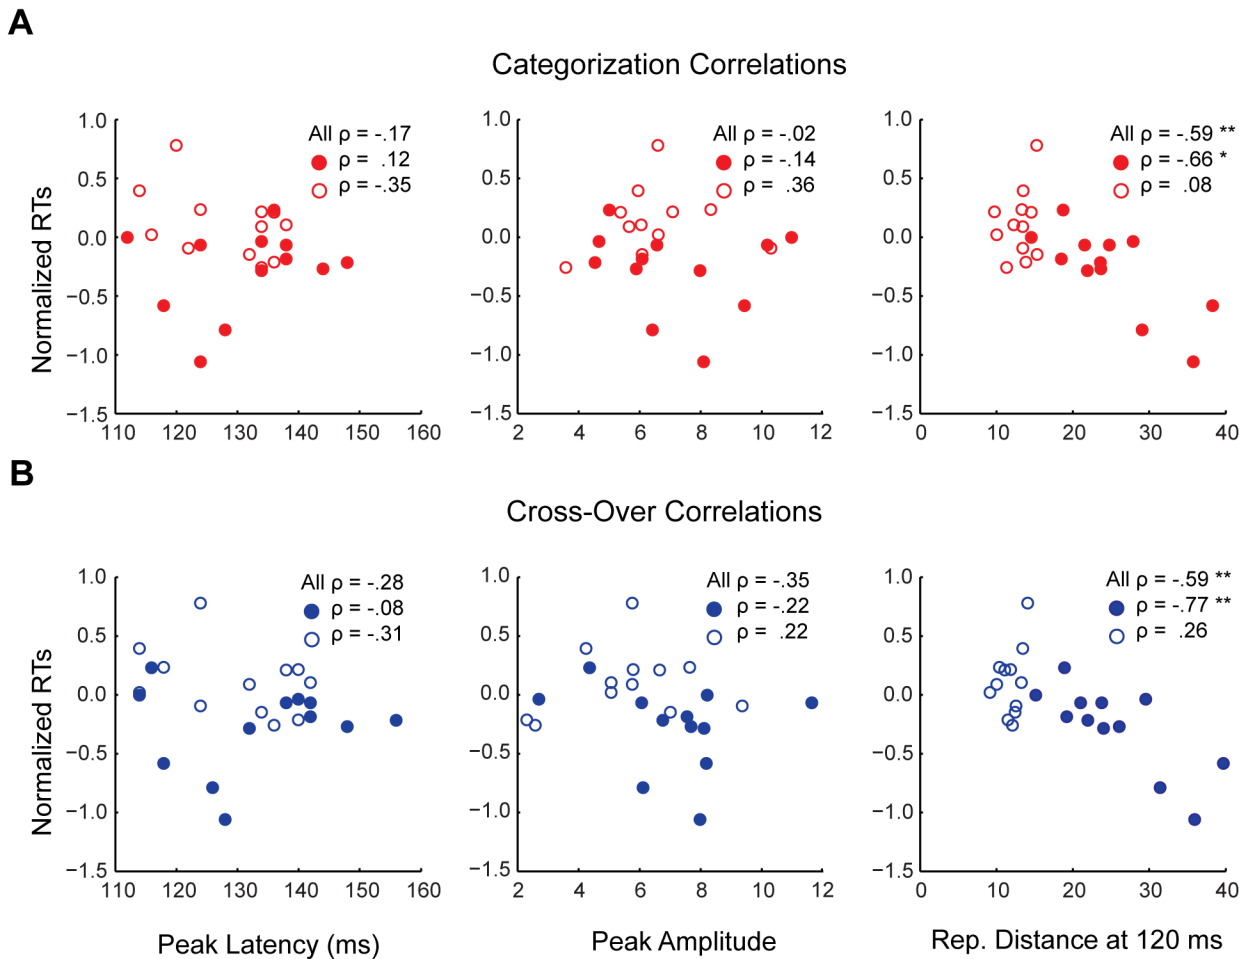 A
Categorization Correlations
Normalized RTs
1.0
0.5
0.0
−0.5
−1.0
−1.5
110 120 130 140 150 160
All ρ = -.17
ρ = .12
ρ = -.35
1.0
0.5
0.0
−0.5
−1.0
−1.5
2 4 6 8 10 12
All ρ = -.02
ρ = -.14
ρ = .36
1.0
0.5
0.0
−0.5
−1.0
−1.5
0 10 20 30 40
All ρ = -.59 **
ρ = -.66 *
ρ = .08
B
Cross-Over Correlations
Normalized RTs
1.0
0.5
0.0
−0.5
−1.0
−1.5
110 120 130 140 150 160
All ρ = -.28
ρ = -.08
ρ = -.31
Peak Latency (ms)
1.0
0.5
0.0
−0.5
−1.0
−1.5
2 4 6 8 10 12
All ρ = -.35
ρ = -.22
ρ = .22
Peak Amplitude
1.0
0.5
0.0
−0.5
−1.0
−1.5
0 10 20 30 40
All ρ = -.59 **
ρ = -.77 **
ρ = .26
Rep. Distance at 120 ms